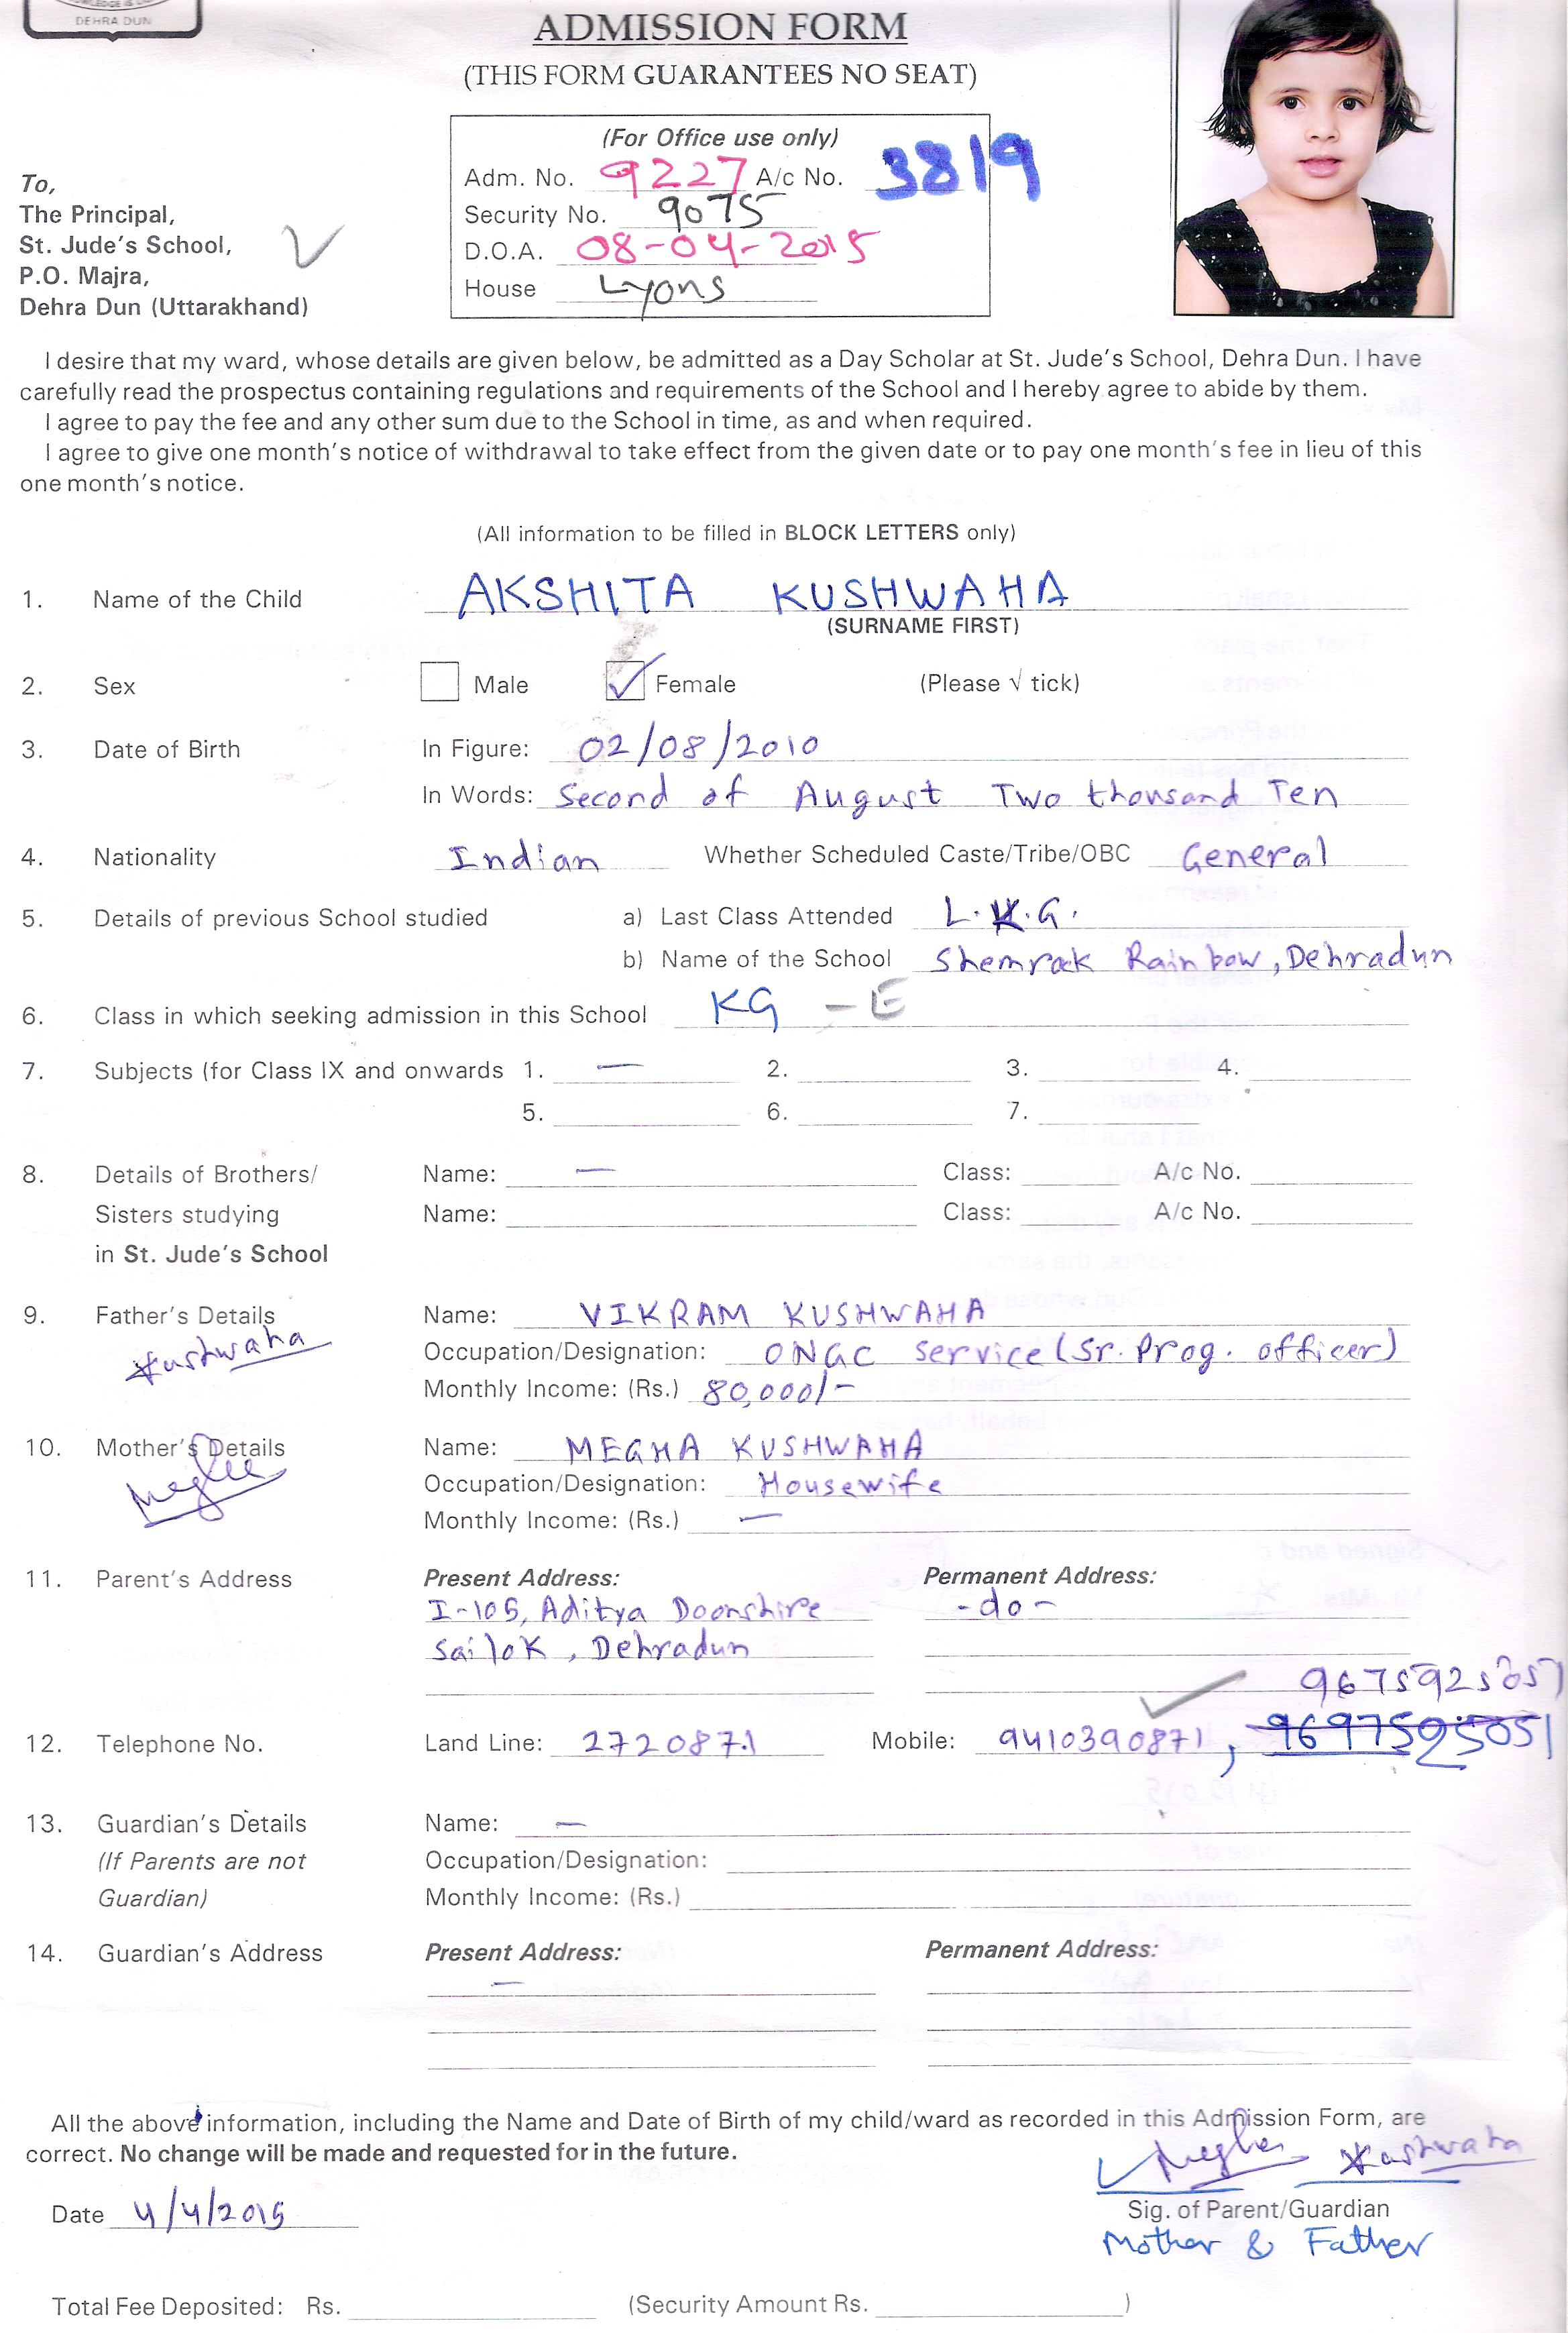 DEHRA DUN
ADMISSION FORM
(THIS FORM GUARANTEES NO SEAT)
(For Office use only)
Adm. No. 9227 A/c No. 3819
Security No. 9075
D.O.A. 08-04-2015
House Lyons
To,
The Principal,
St. Jude's School,
P.O. Majra,
Dehra Dun (Uttarakhand)
I desire that my ward, whose details are given below, be admitted as a Day Scholar at St. Jude's School, Dehra Dun. I have
carefully read the prospectus containing regulations and requirements of the School and I hereby agree to abide by them.
I agree to pay the fee and any other sum due to the School in time, as and when required.
I agree to give one month's notice of withdrawal to take effect from the given date or to pay one month's fee in lieu of this
one month's notice.
(All information to be filled in BLOCK LETTERS only)
1. Name of the Child AKSHITA KUSHWAHA
(SURNAME FIRST)
2. Sex Male ✓ Female (Please √ tick)
3. Date of Birth In Figure: 02/08/2010
In Words: Second of August Two thousand Ten
4. Nationality Indian Whether Scheduled Caste/Tribe/OBC General
5. Details of previous School studied a) Last Class Attended L.K.G.
b) Name of the School Shemrock Rainbow, Dehradun
6. Class in which seeking admission in this School KG - E
7. Subjects (for Class IX and onwards 1. — 2. 3. 4.
5. 6. 7.
8. Details of Brothers/ Name: — Class: A/c No.
Sisters studying Name: Class: A/c No.
in St. Jude's School
9. Father's Details Name: VIKRAM KUSHWAHA
Kushwaha Occupation/Designation: ONGC Service (Sr. Prog. officer)
Monthly Income: (Rs.) 80,000/-
10. Mother's Details Name: MEGHA KUSHWAHA
Megha Occupation/Designation: Housewife
Monthly Income: (Rs.) —
11. Parent's Address Present Address: Permanent Address:
I-105, Aditya Doonshire -do-
Sailok, Dehradun
9675925051
12. Telephone No. Land Line: 2720871 Mobile: 9410390871,
13. Guardian's Details Name: —
(If Parents are not Occupation/Designation:
Guardian) Monthly Income: (Rs.)
14. Guardian's Address Present Address: Permanent Address:
—
All the above information, including the Name and Date of Birth of my child/ward as recorded in this Admission Form, are
correct. No change will be made and requested for in the future.
Megha Kushwaha
Date 4/4/2015 Sig. of Parent/Guardian
Mother & Father
Total Fee Deposited: Rs. (Security Amount Rs. )